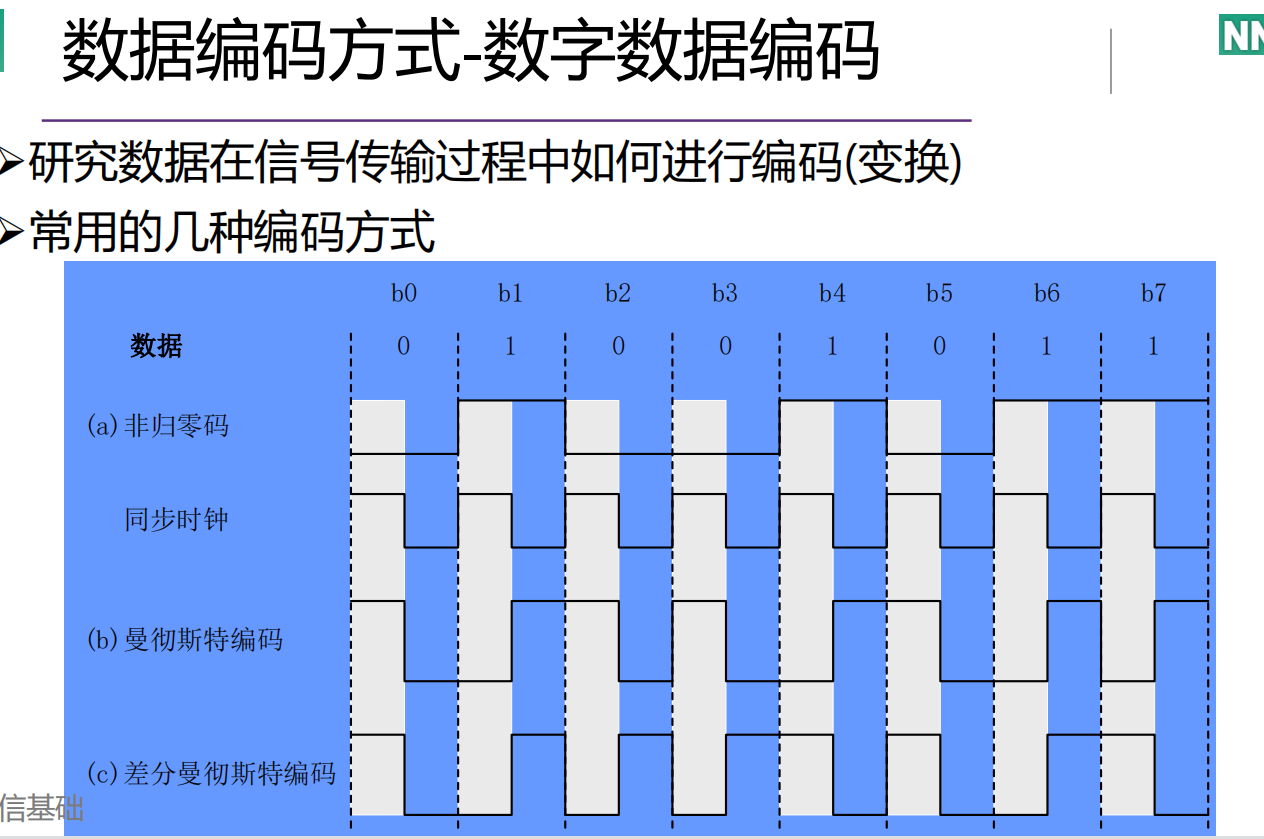 数据编码方式-数字数据编码
NN
研究数据在信号传输过程中如何进行编码(变换)
常用的几种编码方式
b0 b1 b2 b3 b4 b5 b6 b7
数据 0 1 0 0 1 0 1 1
(a)非归零码
同步时钟
(b)曼彻斯特编码
(c)差分曼彻斯特编码
信基础